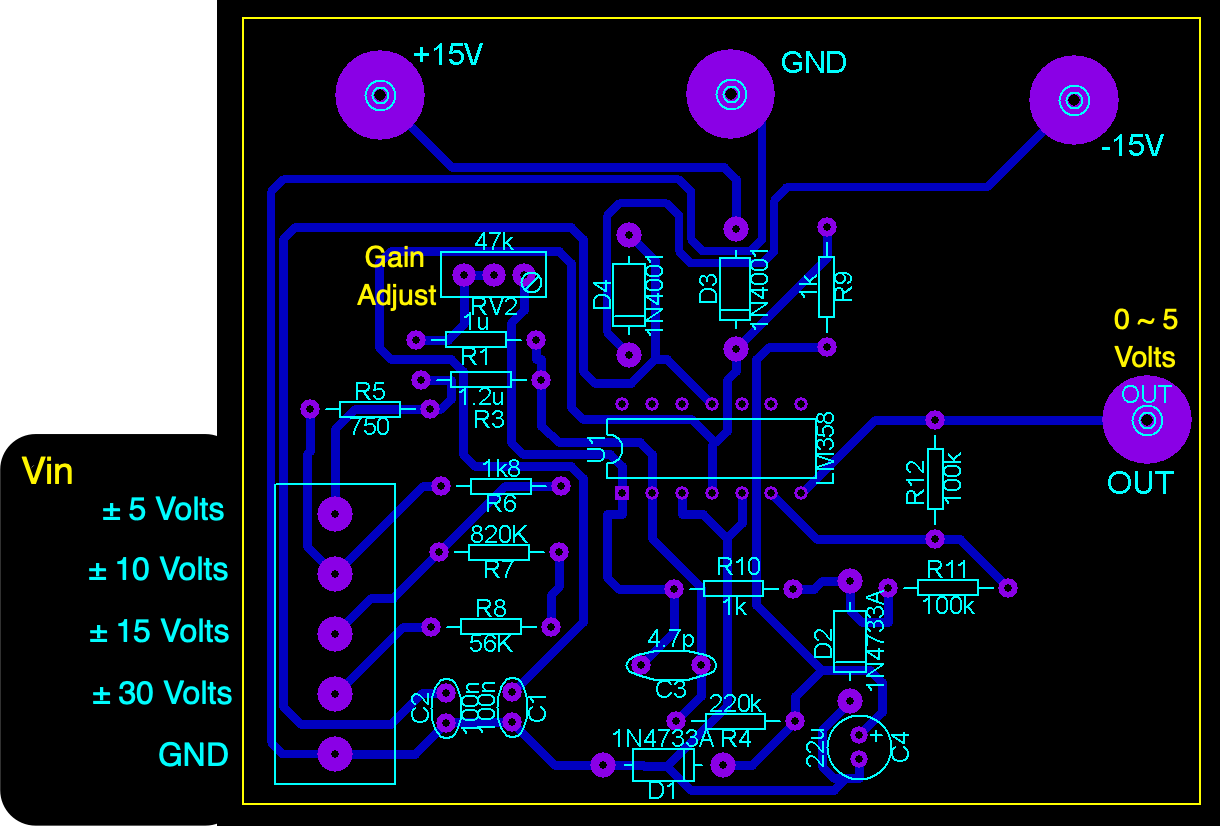 +15V
GND
-15V
47k
Gain
Adjust
RV2
1u
R1
1.2u
R3
R5
750
D4
1N4001
D3
1N4001
1k
R9
0 ~ 5
Volts
OUT
OUT
U1
LM358
R12
100k
Vin
± 5 Volts
± 10 Volts
± 15 Volts
± 30 Volts
GND
1k8
R6
820K
R7
R8
56K
C2
100n
100n
C1
R10
1k
4.7p
C3
220k
R4
1N4733A
D1
D2
1N4733A
R11
100k
22u
+
C4